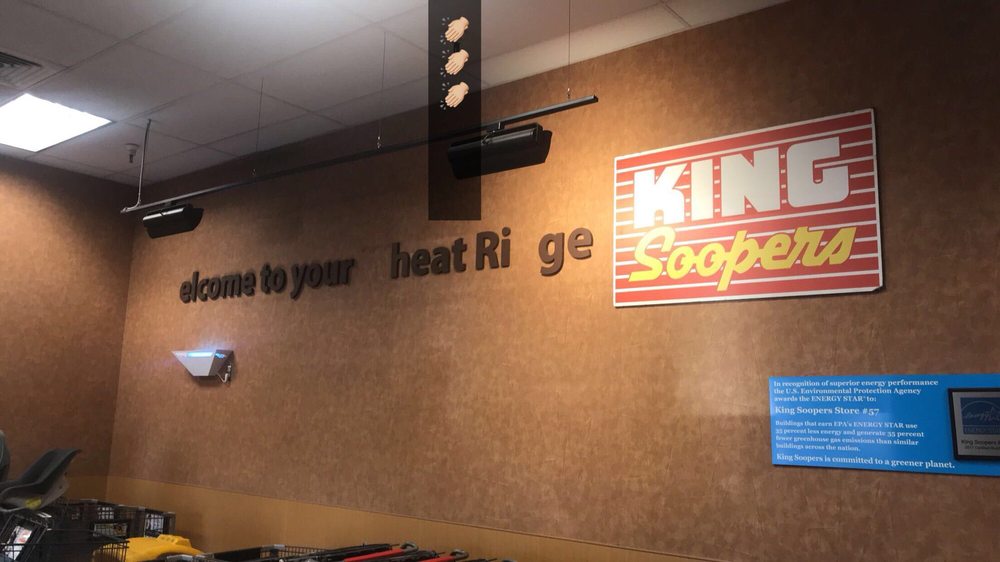 👏🏻
👏🏻
👏🏻
elcome to your heat Ri ge
KING
Soopers
In recognition of superior energy performance
the U.S. Environmental Protection Agency
awards the ENERGY STAR® to:
King Soopers Store #57
Buildings that earn EPA's ENERGY STAR use
35 percent less energy and generate 35 percent
fewer greenhouse gas emissions than similar
buildings across the nation.
King Soopers is committed to a greener planet.
King Soopers